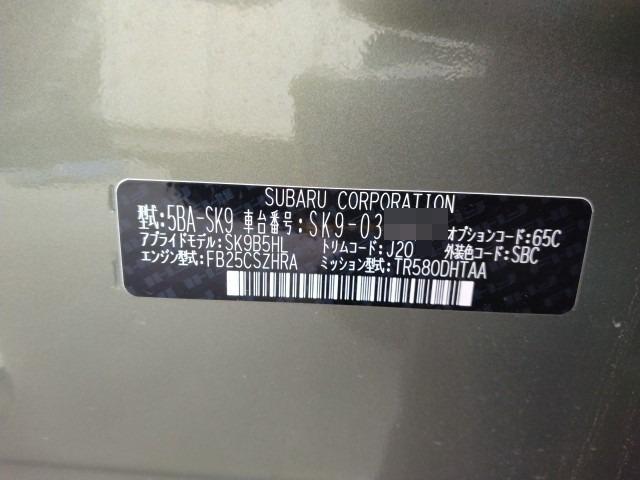 SUBARU CORPORATION
型式:5BA-SK9 車台番号:SK9-03
アプライドモデル:SK9B5HL トリムコード:J20 オプションコード:65C
エンジン型式:FB25CSZHRA ミッション型式:TR580DHTAA 外装色コード:SBC